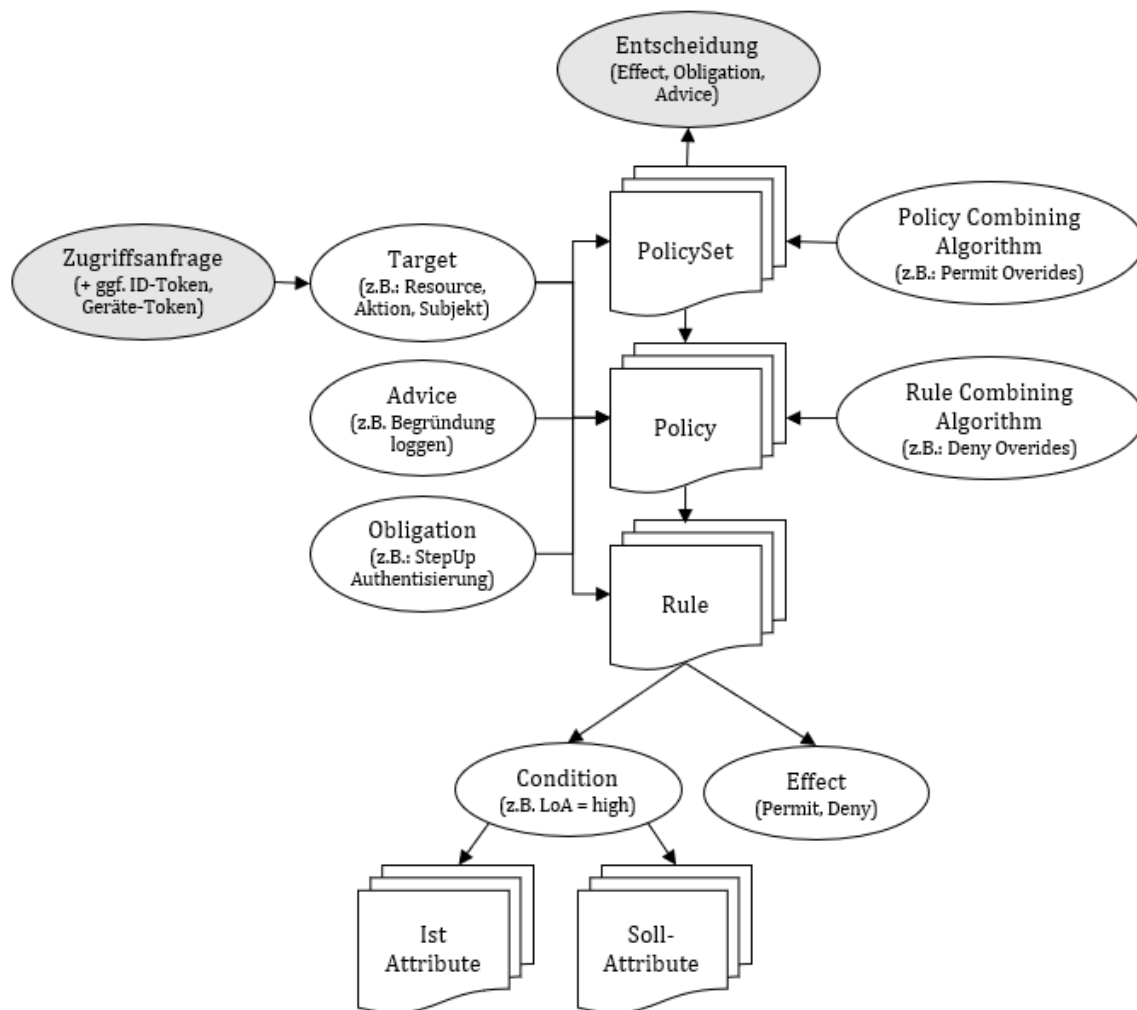 Entscheidung
(Effect, Obligation,
Advice)
Zugriffsanfrage
(+ ggf. ID-Token,
Geräte-Token)
Target
(z.B.: Resource,
Aktion, Subjekt)
PolicySet
Policy Combining
Algorithm
(z.B.: Permit Overides)
Advice
(z.B. Begründung
loggen)
Policy
Rule Combining
Algorithm
(z.B.: Deny Overides)
Obligation
(z.B.: StepUp
Authentisierung)
Rule
Condition
(z.B. LoA = high)
Effect
(Permit, Deny)
Ist
Attribute
Soll-
Attribute